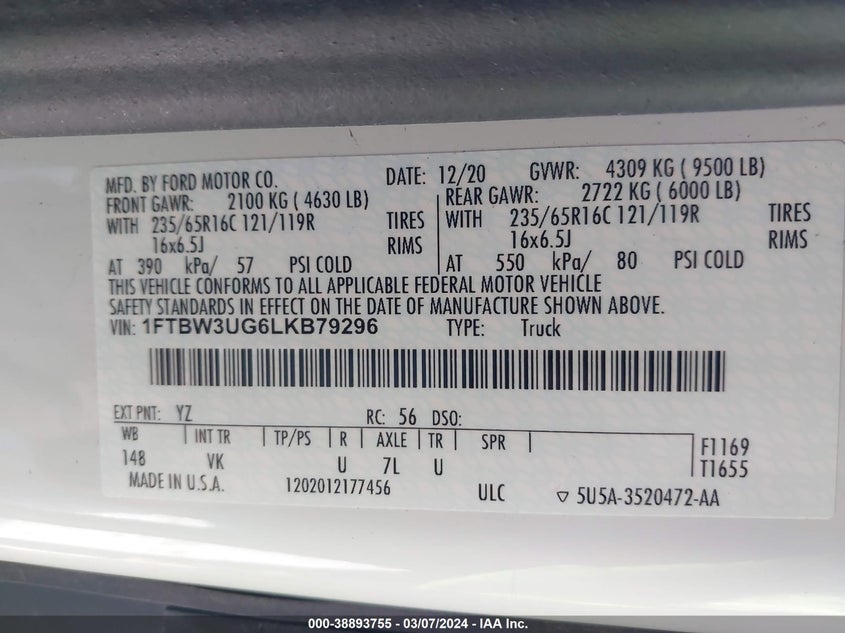 MFD. BY FORD MOTOR CO. DATE: 12/20 GVWR: 4309 KG ( 9500 LB)
FRONT GAWR: 2100 KG ( 4630 LB) REAR GAWR: 2722 KG ( 6000 LB)
WITH 235/65R16C 121/119R TIRES WITH 235/65R16C 121/119R TIRES
16x6.5J RIMS 16x6.5J RIMS
AT 390 kPa/ 57 PSI COLD AT 550 kPa/ 80 PSI COLD
THIS VEHICLE CONFORMS TO ALL APPLICABLE FEDERAL MOTOR VEHICLE
SAFETY STANDARDS IN EFFECT ON THE DATE OF MANUFACTURE SHOWN ABOVE.
VIN: 1FTBW3UG6LKB79296 TYPE: Truck
EXT PNT: YZ RC: 56 DSO:
WB INT TR TP/PS R AXLE TR SPR F1169
148 VK U 7L U T1655
MADE IN U.S.A. 1202012177456 ULC ▽ 5U5A-3520472-AA
000-38893755 - 03/07/2024 - IAA Inc.